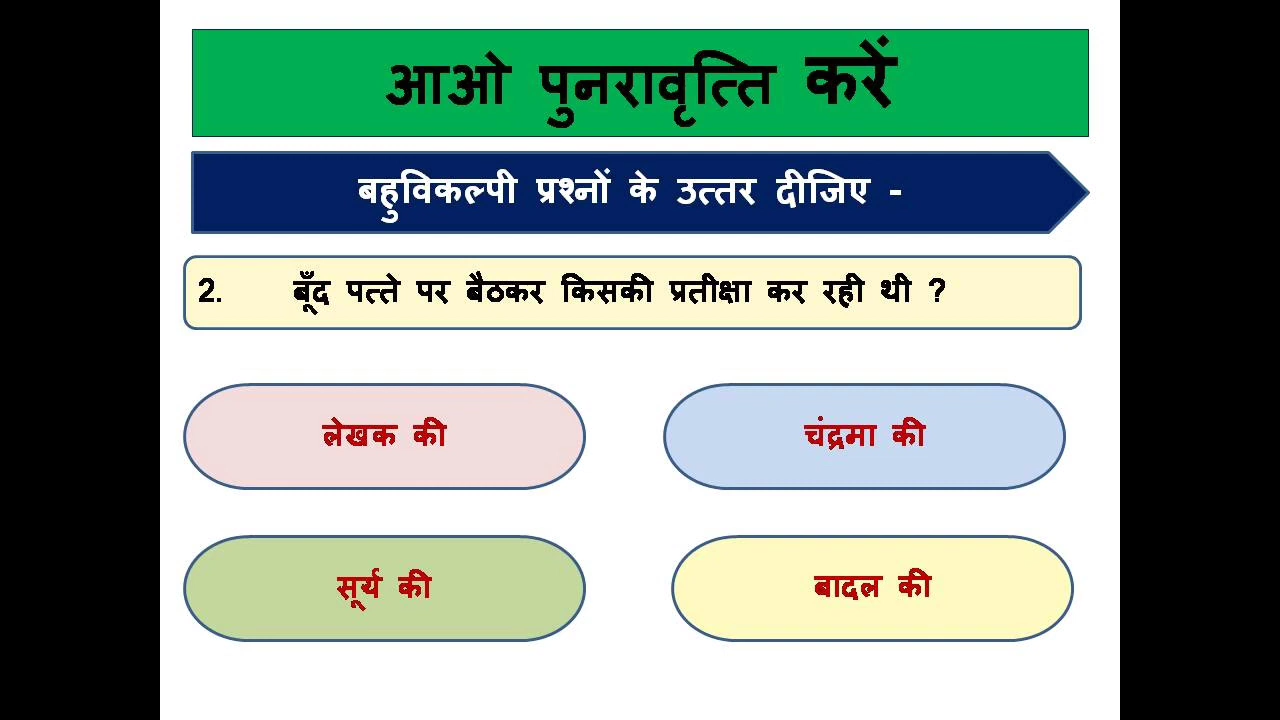 आओ पुनरावृत्ति करें
बहुविकल्पी प्रश्नों के उत्तर दीजिए -
2. बूँद पत्ते पर बैठकर किसकी प्रतीक्षा कर रही थी ?
लेखक की
चंद्रमा की
सूर्य की
बादल की